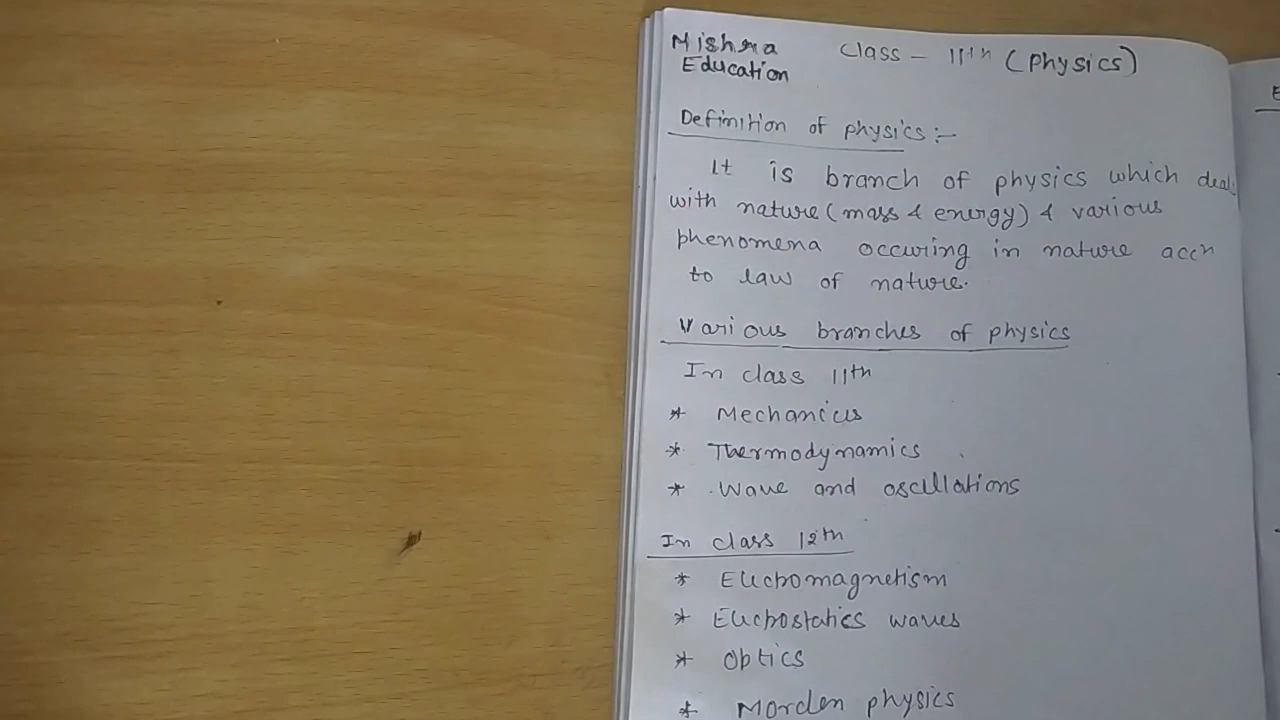 Mishra Class - 11th (Physics)
Education
Definition of physics :-
It is branch of physics which deals
with nature (mass & energy) & various
phenomena occuring in nature accn
to law of nature.
Various branches of physics
In class 11th
* Mechanics
* Thermodynamics
* Wave and oscillations
In class 12th
* Electromagnetism
* Electrostatics waves
* Optics
* Morden physics
E